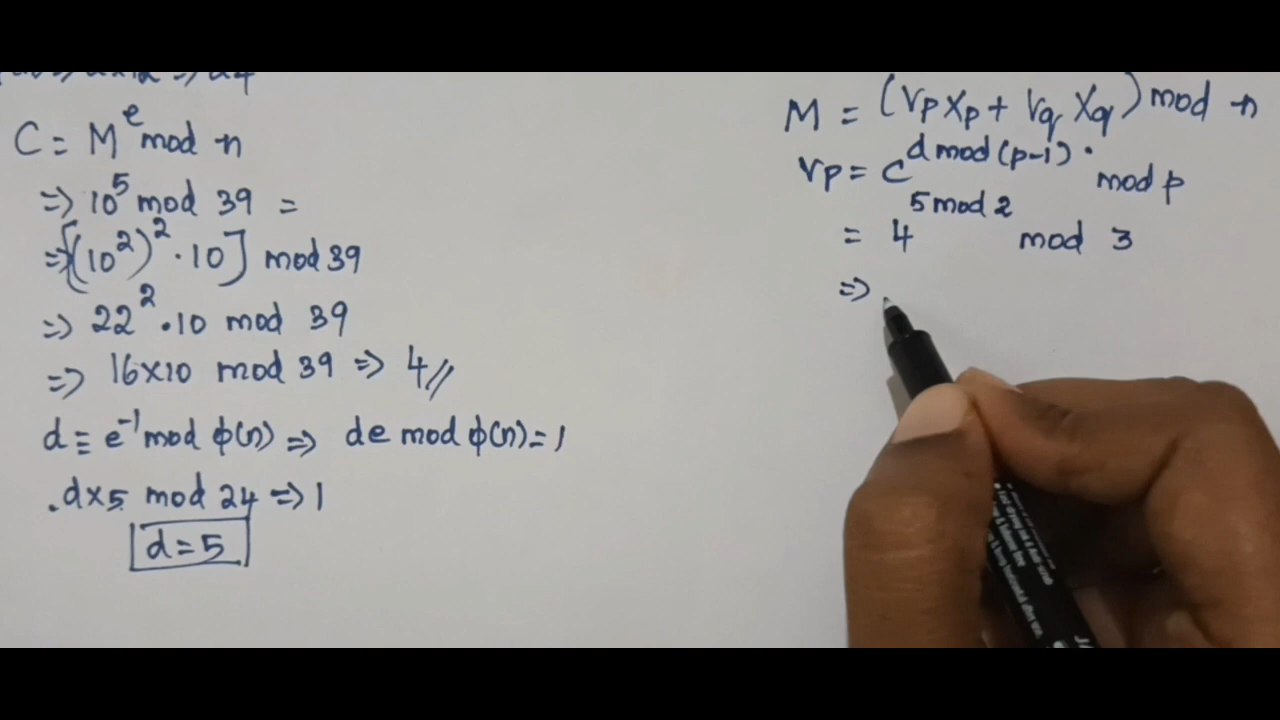 C = M^e mod n
=> 10^5 mod 39 =
=> [(10^2)^2 · 10] mod 39
=> 22^2 · 10 mod 39
=> 16×10 mod 39 => 4//
d ≡ e^-1 mod ϕ(n) => de mod ϕ(n) = 1
d×5 mod 24 => 1
d = 5
M = (Vp Xp + Vq Xq) mod n
Vp = C^d mod (p-1) · mod p
= 4^5 mod 2 mod 3
=>